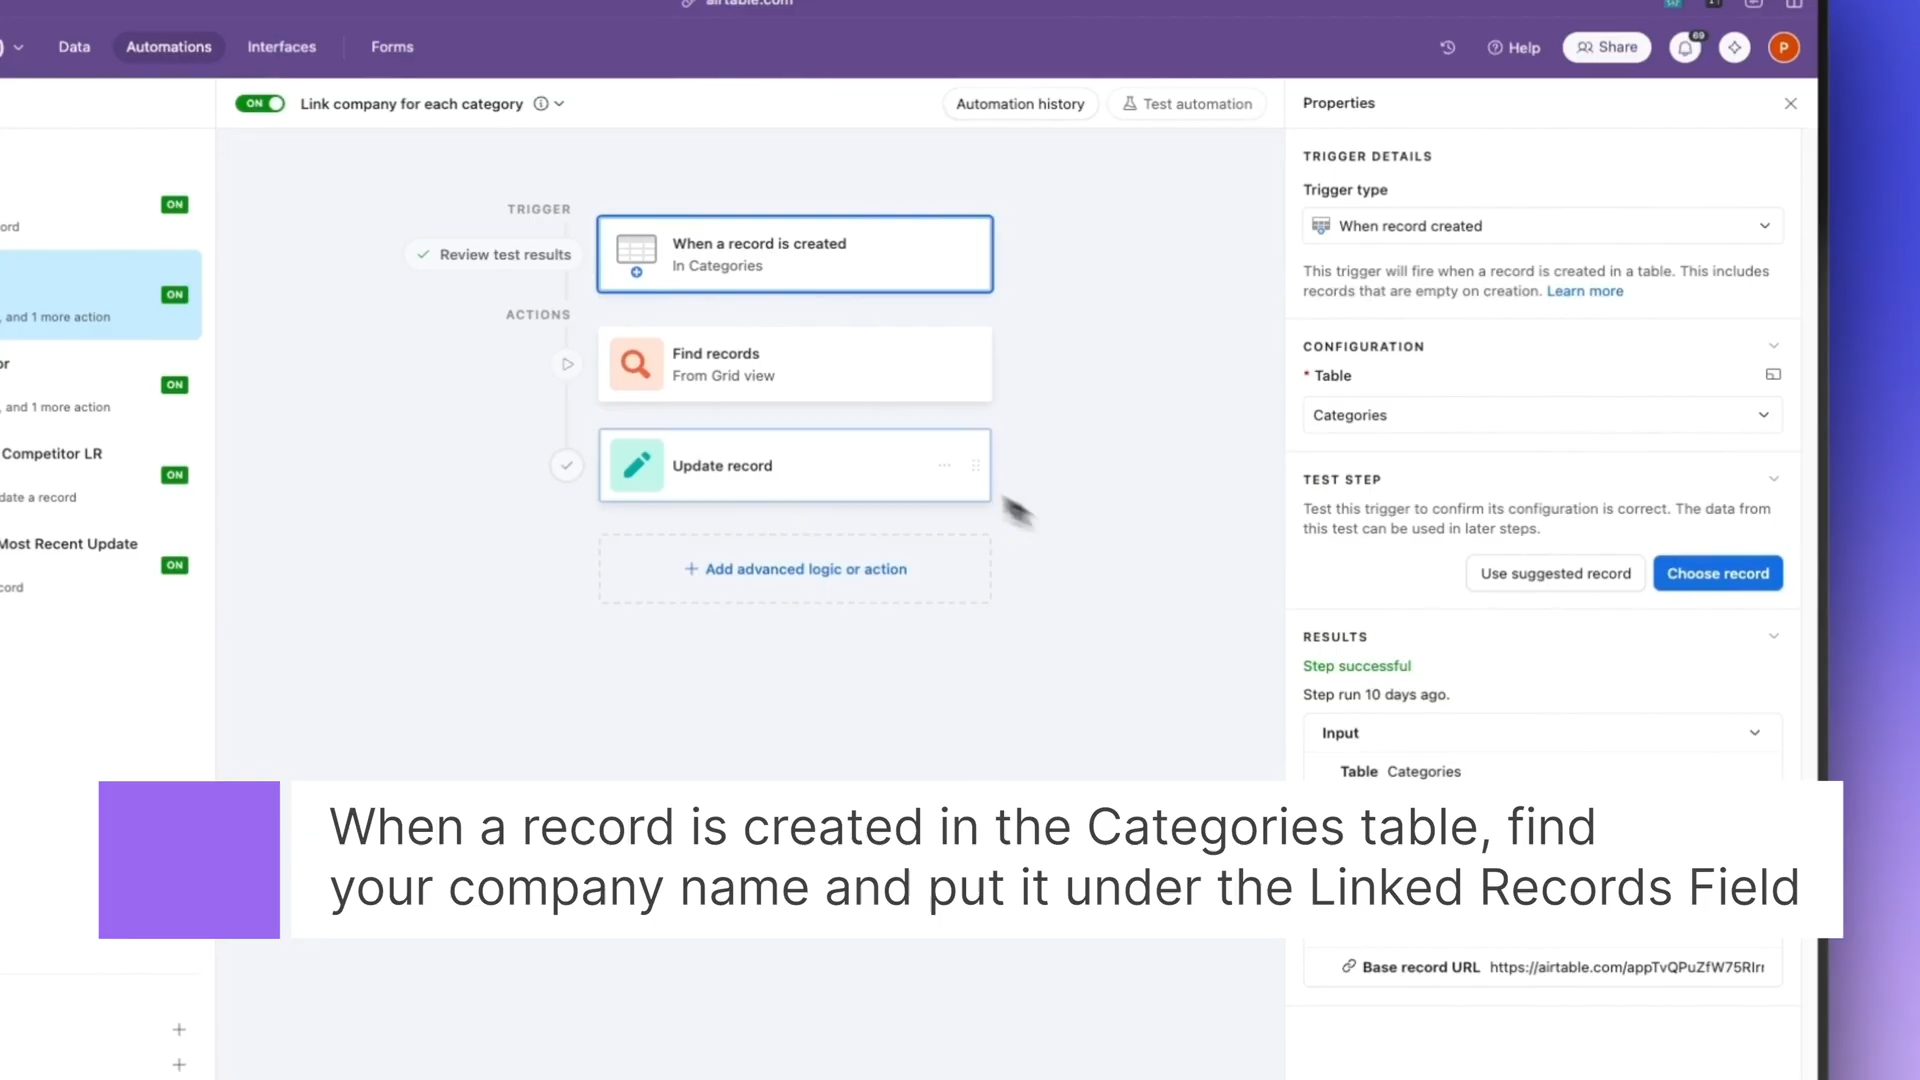 airtable.com
Data
Automations
Interfaces
Forms
Help
Share
69
P
ON
Link company for each category
Automation history
Test automation
Properties
ON
ord
ON
, and 1 more action
or
ON
, and 1 more action
Competitor LR
ON
date a record
Most Recent Update
ON
cord
TRIGGER
Review test results
When a record is created
In Categories
ACTIONS
Find records
From Grid view
Update record
Add advanced logic or action
TRIGGER DETAILS
Trigger type
When record created
This trigger will fire when a record is created in a table. This includes
records that are empty on creation. Learn more
CONFIGURATION
* Table
Categories
TEST STEP
Test this trigger to confirm its configuration is correct. The data from
this test can be used in later steps.
Use suggested record
Choose record
RESULTS
Step successful
Step run 10 days ago.
Input
Table Categories
When a record is created in the Categories table, find
your company name and put it under the Linked Records Field
Base record URL https://airtable.com/appTvQPuZfW75RIrr